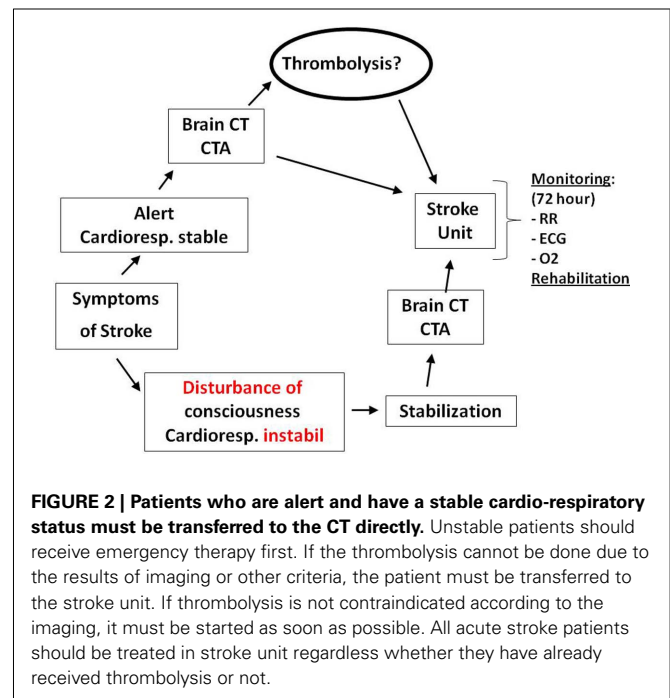 Thrombolysis?
Brain CT
CTA
Alert
Cardioresp. stable
Symptoms
of Stroke
Disturbance of
consciousness
Cardioresp. instabil
Stabilization
Brain CT
CTA
Stroke
Unit
Monitoring:
(72 hour)
- RR
- ECG
- O2
Rehabilitation
FIGURE 2 | Patients who are alert and have a stable cardio-respiratory
status must be transferred to the CT directly. Unstable patients should
receive emergency therapy first. If the thrombolysis cannot be done due to
the results of imaging or other criteria, the patient must be transferred to
the stroke unit. If thrombolysis is not contraindicated according to the
imaging, it must be started as soon as possible. All acute stroke patients
should be treated in stroke unit regardless whether they have already
received thrombolysis or not.